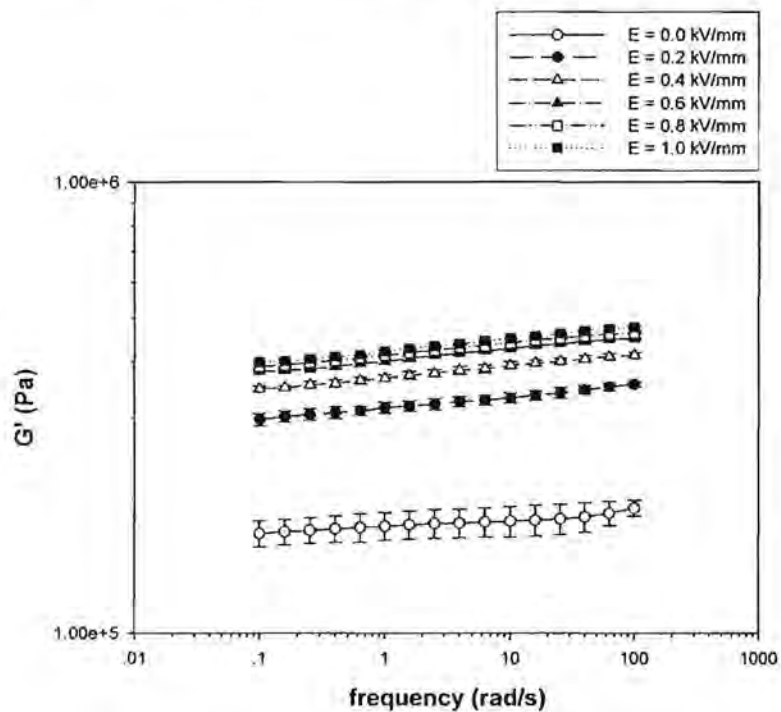 E = 0.0 kV/mm
E = 0.2 kV/mm
E = 0.4 kV/mm
E = 0.6 kV/mm
E = 0.8 kV/mm
E = 1.0 kV/mm
1.00e+6
G' (Pa)
1.00e+5
.01 .1 1 10 100 1000
frequency (rad/s)